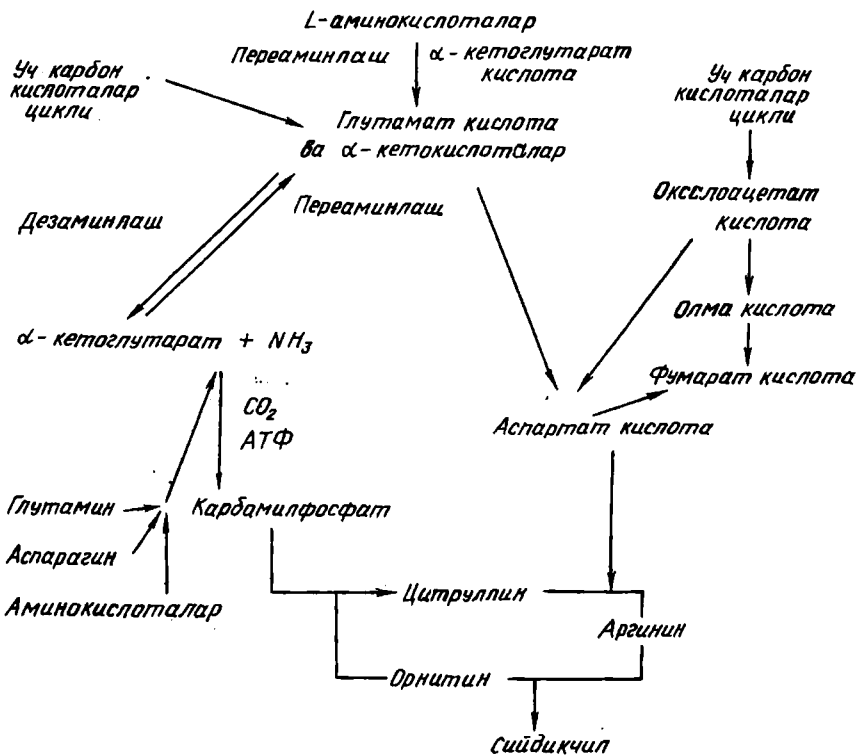 L-аминокислоталар
Переаминлаш
α-кетоглутарат
кислота
Уч карбон
кислоталар
цикли
Уч карбон
кислоталар
цикли
Глутамат кислота
ва α-кетокислоталар
Оксалоацетат
кислота
Дезаминлаш
Переаминлаш
Олма кислота
α-кетоглутарат + NH₃
Фумарат кислота
CO₂
АТФ
Аспартат кислота
Глутамин
Карбамилфосфат
Аспарагин
Аминокислоталар
Цитруллин
Аргинин
Орнитин
Сийдикчил